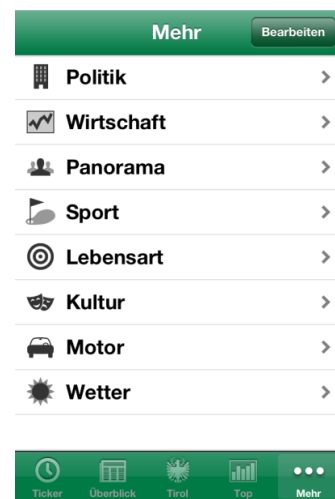 Mehr Bearbeiten
Politik
Wirtschaft
Panorama
Sport
Lebensart
Kultur
Motor
Wetter
Ticker Überblick Tirol Top Mehr